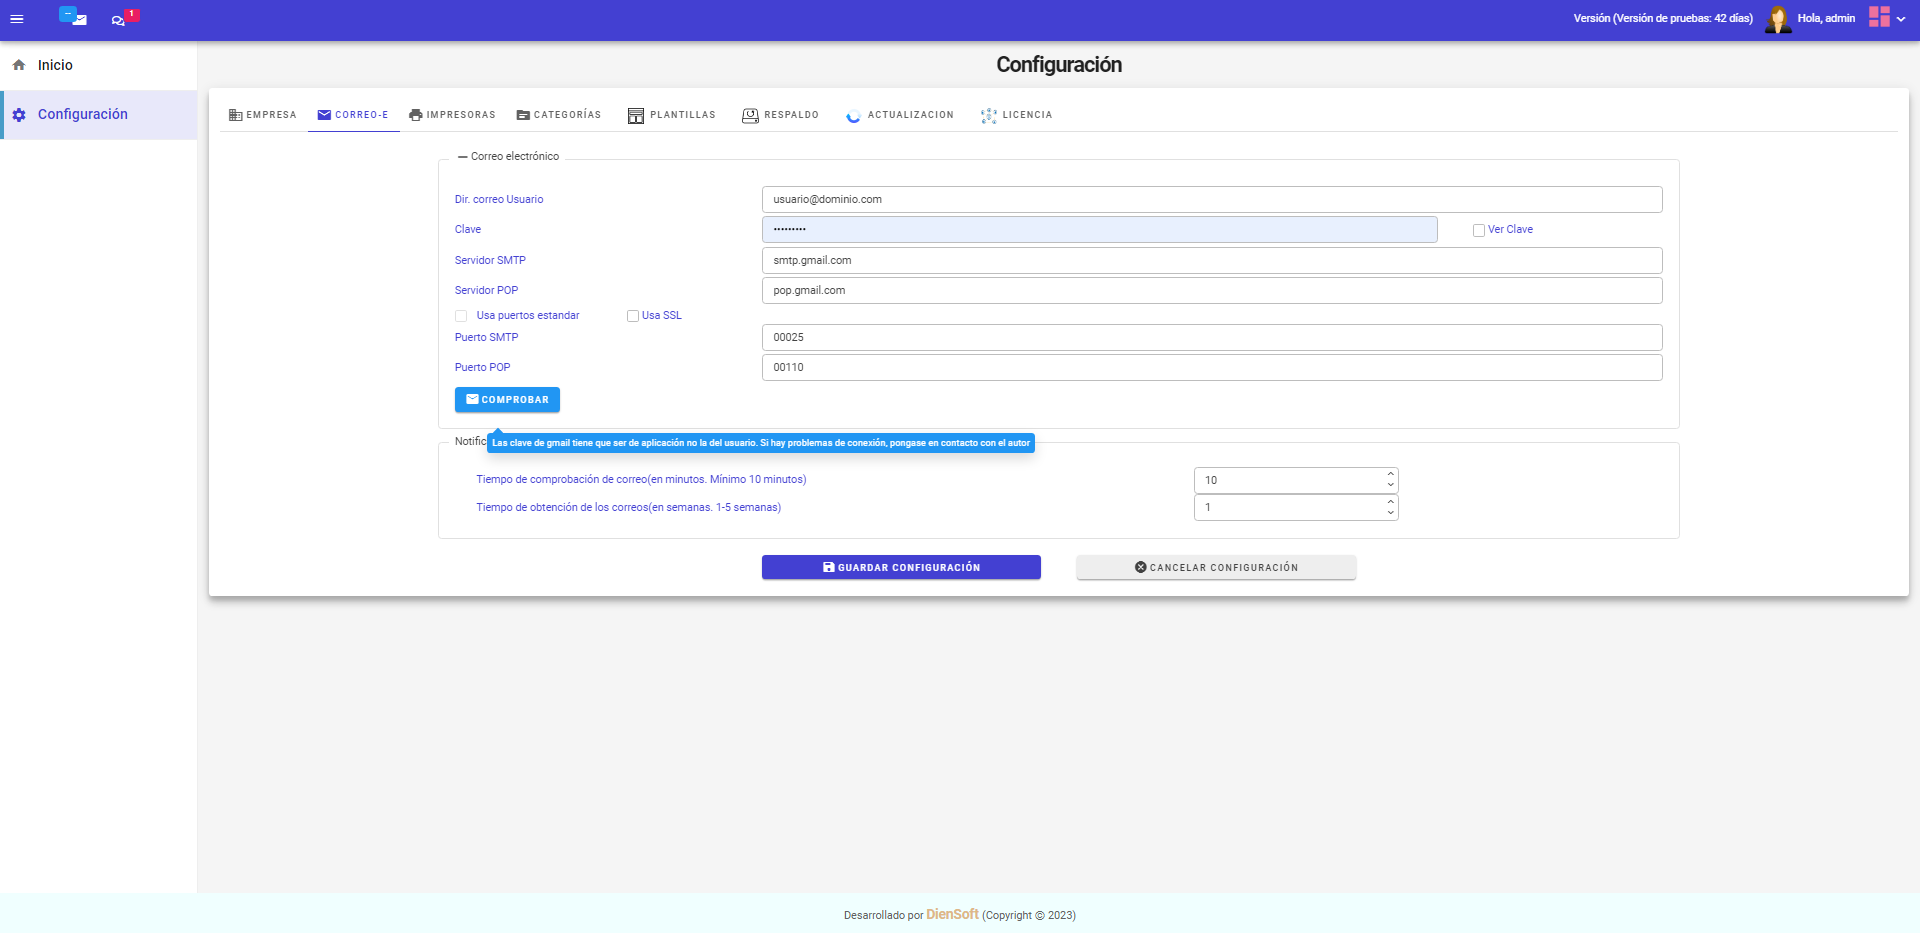 1
Versión (Versión de pruebas: 42 días)
Hola, admin
Inicio
Configuración
Configuración
EMPRESA
CORREO-E
IMPRESORAS
CATEGORÍAS
PLANTILLAS
RESPALDO
ACTUALIZACION
LICENCIA
— Correo electrónico
Dir. correo Usuario
usuario@dominio.com
Clave
•••••••••
Ver Clave
Servidor SMTP
smtp.gmail.com
Servidor POP
pop.gmail.com
Usa puertos estandar
Usa SSL
Puerto SMTP
00025
Puerto POP
00110
COMPROBAR
Notific
Las clave de gmail tiene que ser de aplicación no la del usuario. Si hay problemas de conexión, pongase en contacto con el autor
Tiempo de comprobación de correo(en minutos. Mínimo 10 minutos)
10
Tiempo de obtención de los correos(en semanas. 1-5 semanas)
1
GUARDAR CONFIGURACIÓN
CANCELAR CONFIGURACIÓN
Desarrollado por DienSoft (Copyright © 2023)